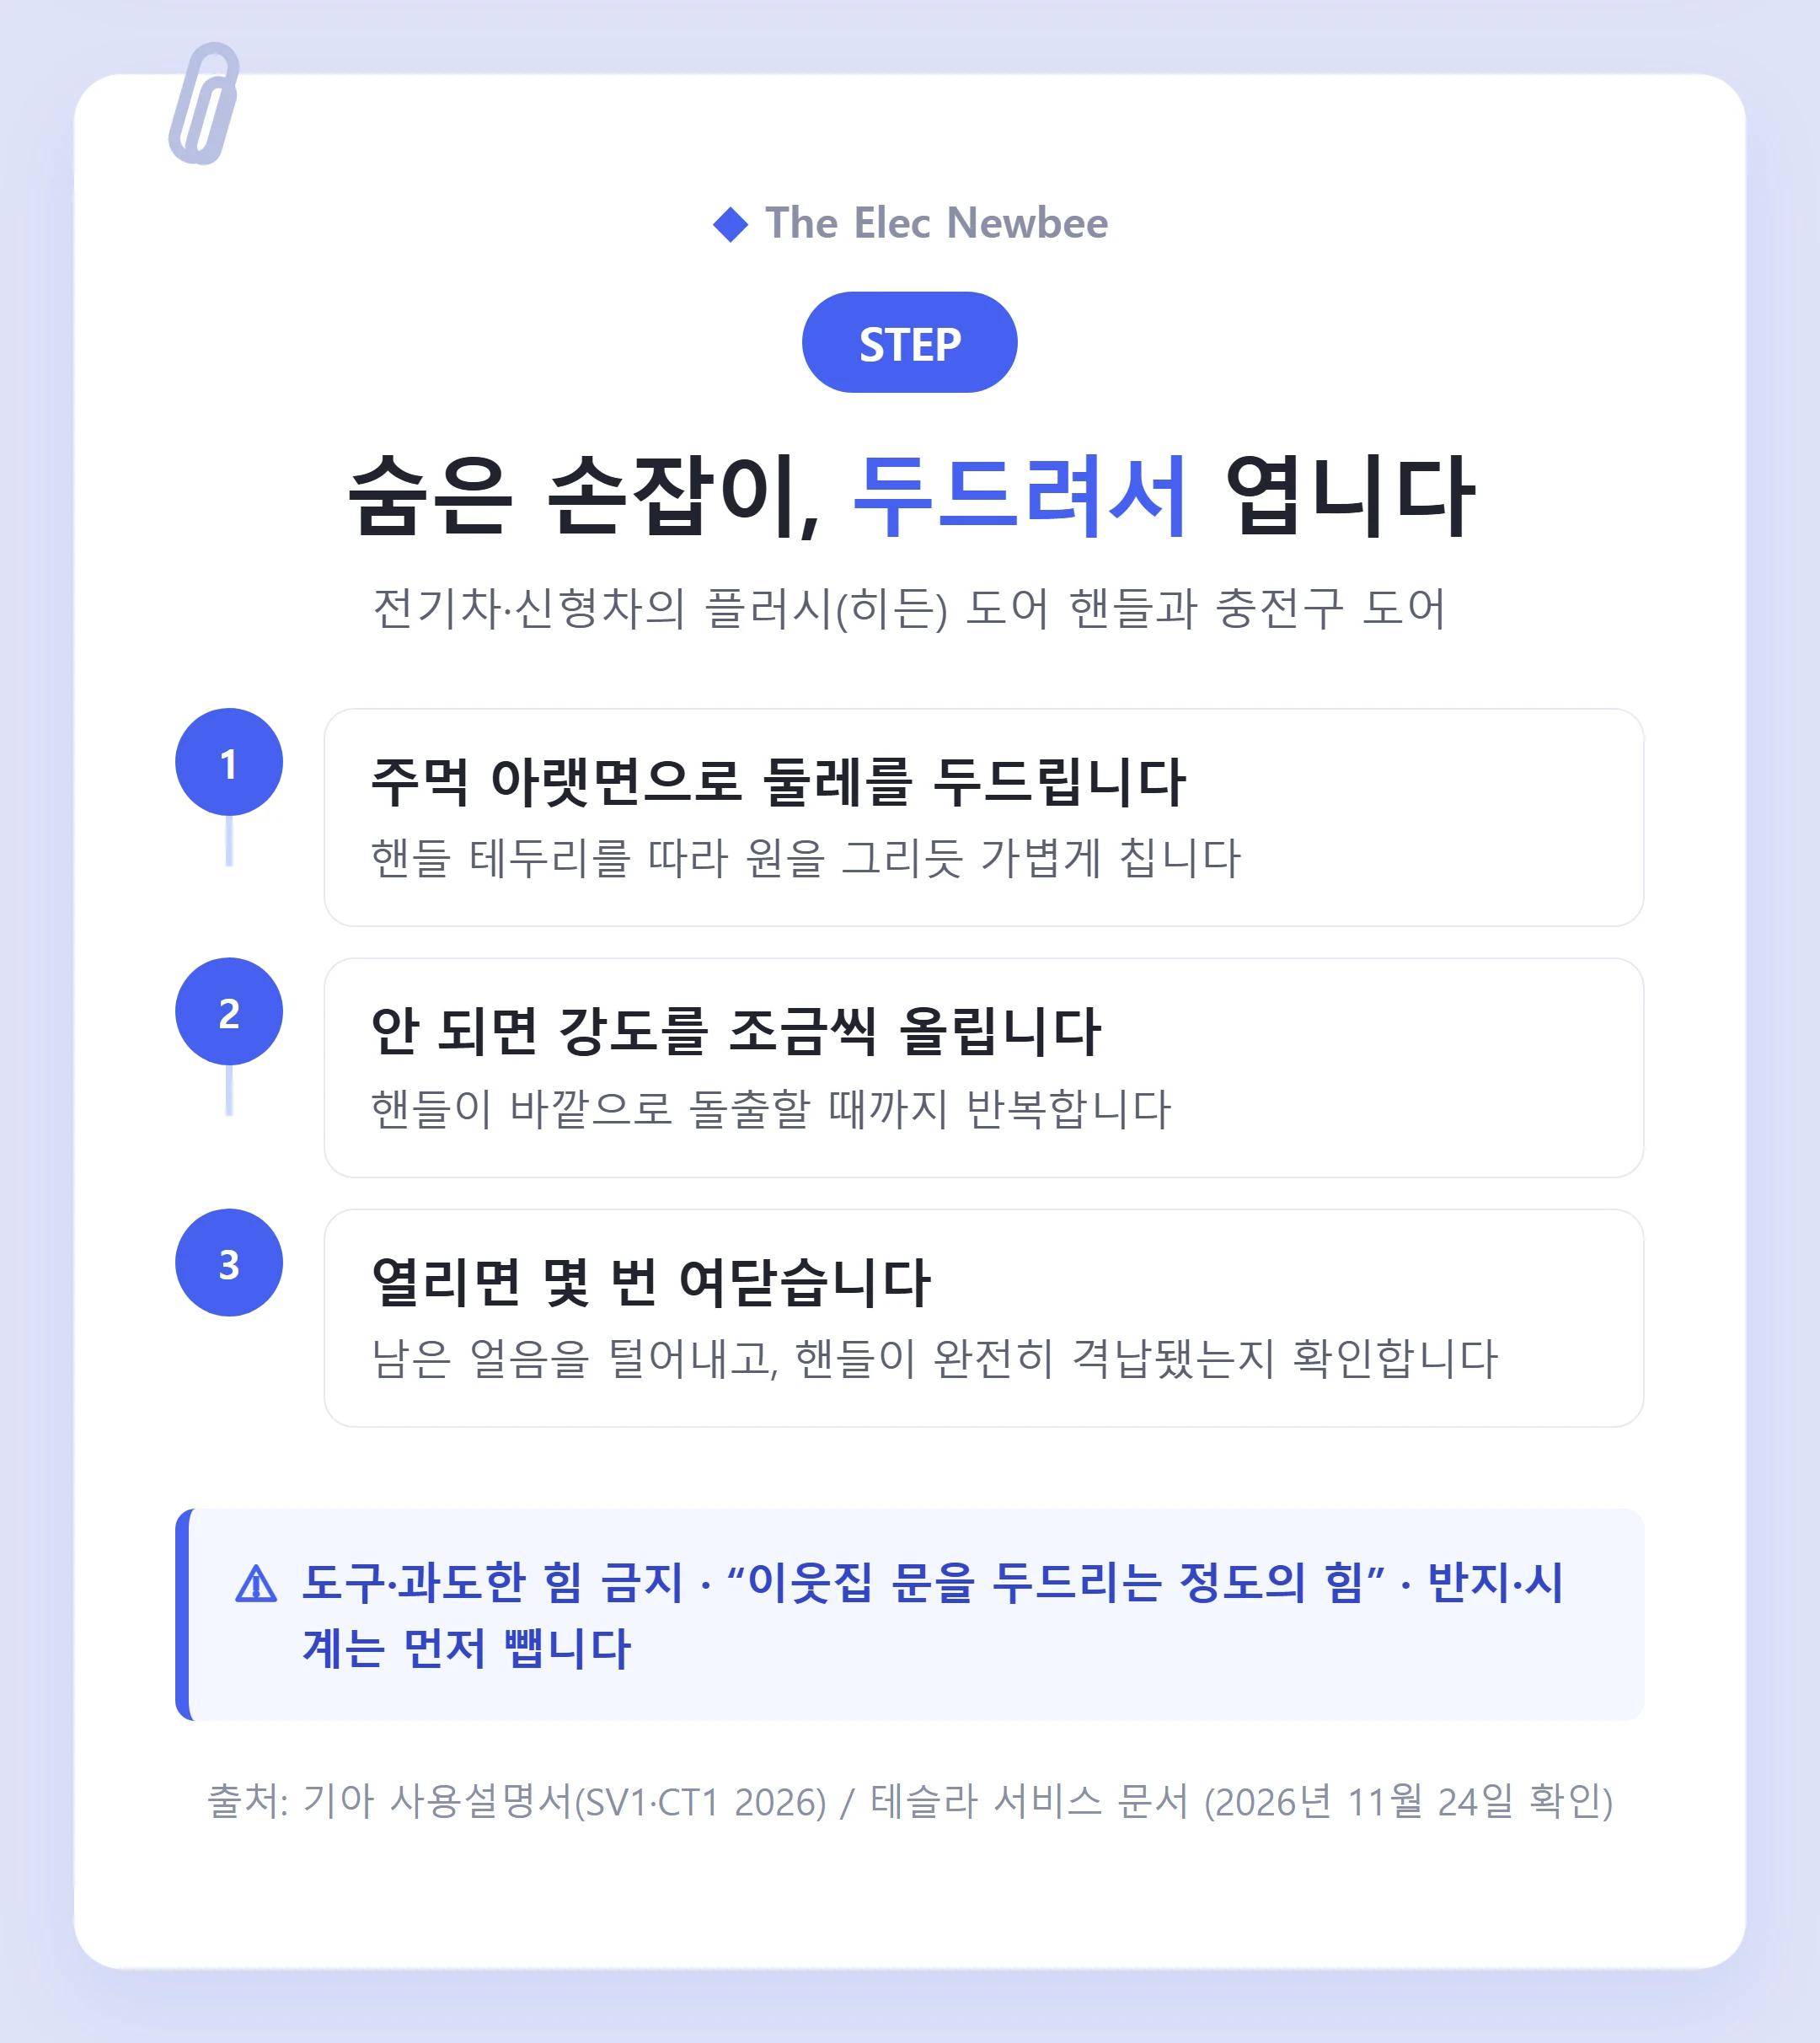 The Elec Newbee
STEP
숨은 손잡이, 두드려서 엽니다
전기차·신형차의 플러시(히든) 도어 핸들과 충전구 도어
1
주먹 아랫면으로 둘레를 두드립니다
핸들 테두리를 따라 원을 그리듯 가볍게 칩니다
2
안 되면 강도를 조금씩 올립니다
핸들이 바깥으로 돌출할 때까지 반복합니다
3
열리면 몇 번 여닫습니다
남은 얼음을 털어내고, 핸들이 완전히 격납됐는지 확인합니다
도구·과도한 힘 금지 · “이웃집 문을 두드리는 정도의 힘” · 반지·시
계는 먼저 뺍니다
출처: 기아 사용설명서(SV1·CT1 2026) / 테슬라 서비스 문서 (2026년 11월 24일 확인)